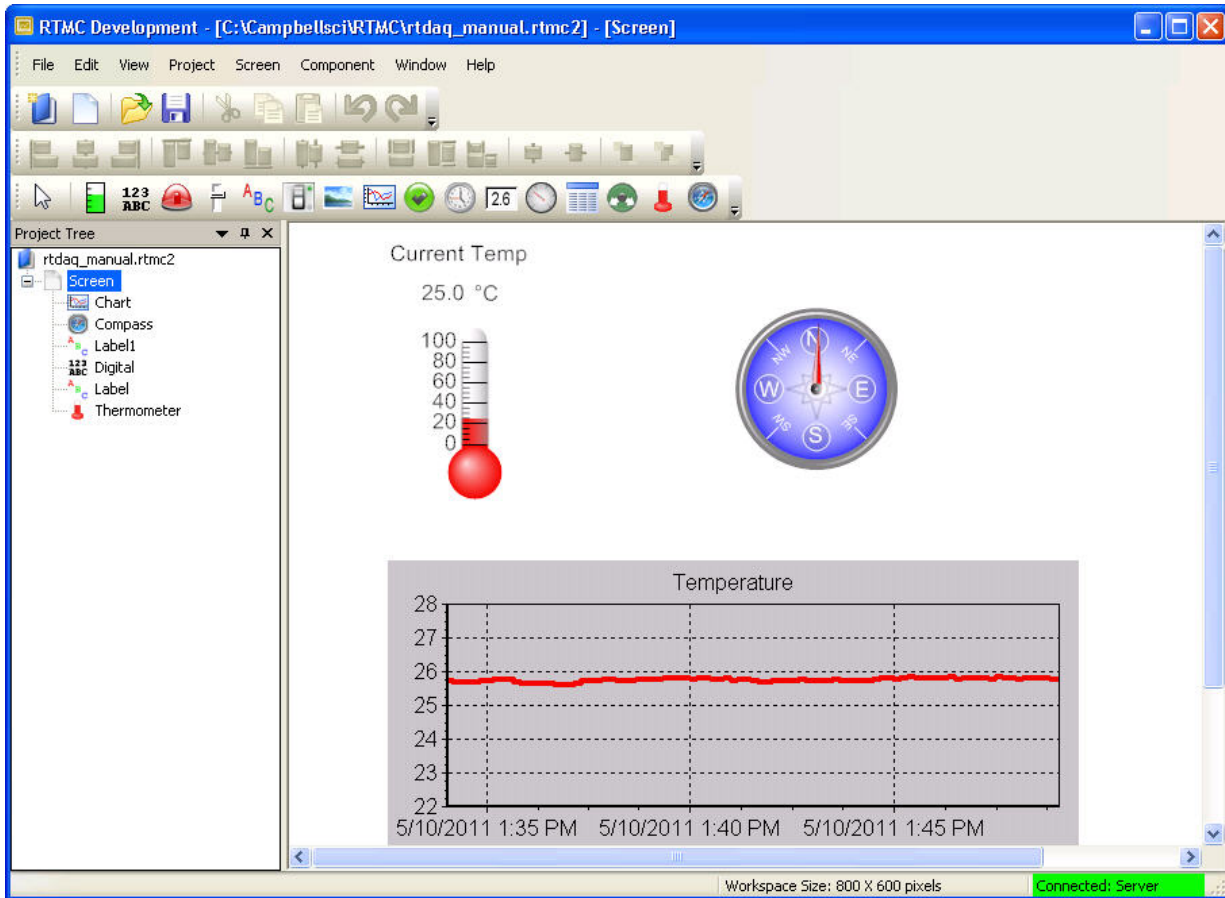 RTMC Development - [C:\Campbellsci\RTMC\rtdaq_manual.rtmc2] - [Screen]
File Edit View Project Screen Component Window Help
123
ABC
ABC
2.6
Project Tree
rtdaq_manual.rtmc2
Screen
Chart
Compass
Label1
123
ABC
Digital
Label
Thermometer
Current Temp
25.0 °C
100
80
60
40
20
0
N
NE
E
SE
S
SW
W
NW
Temperature
28
27
26
25
24
23
22
5/10/2011 1:35 PM 5/10/2011 1:40 PM 5/10/2011 1:45 PM
Workspace Size: 800 X 600 pixels
Connected: Server